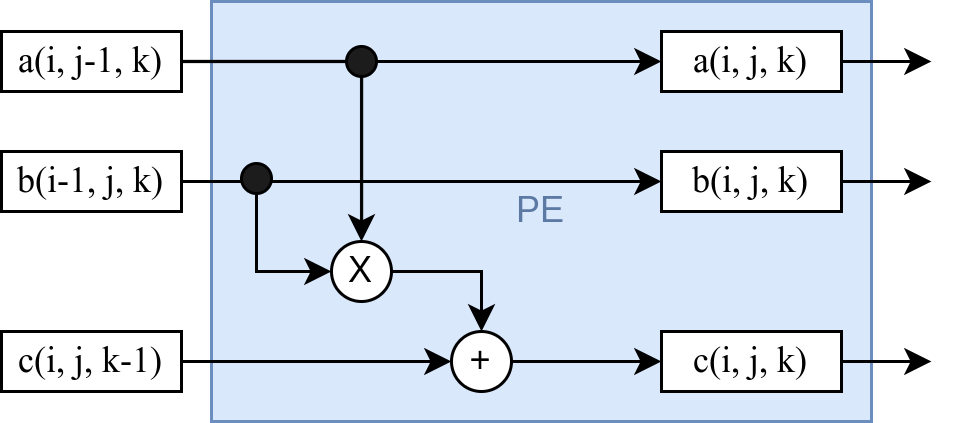 a(i, j-1, k)
a(i, j, k)
b(i-1, j, k)
b(i, j, k)
PE
X
c(i, j, k-1)
+
c(i, j, k)